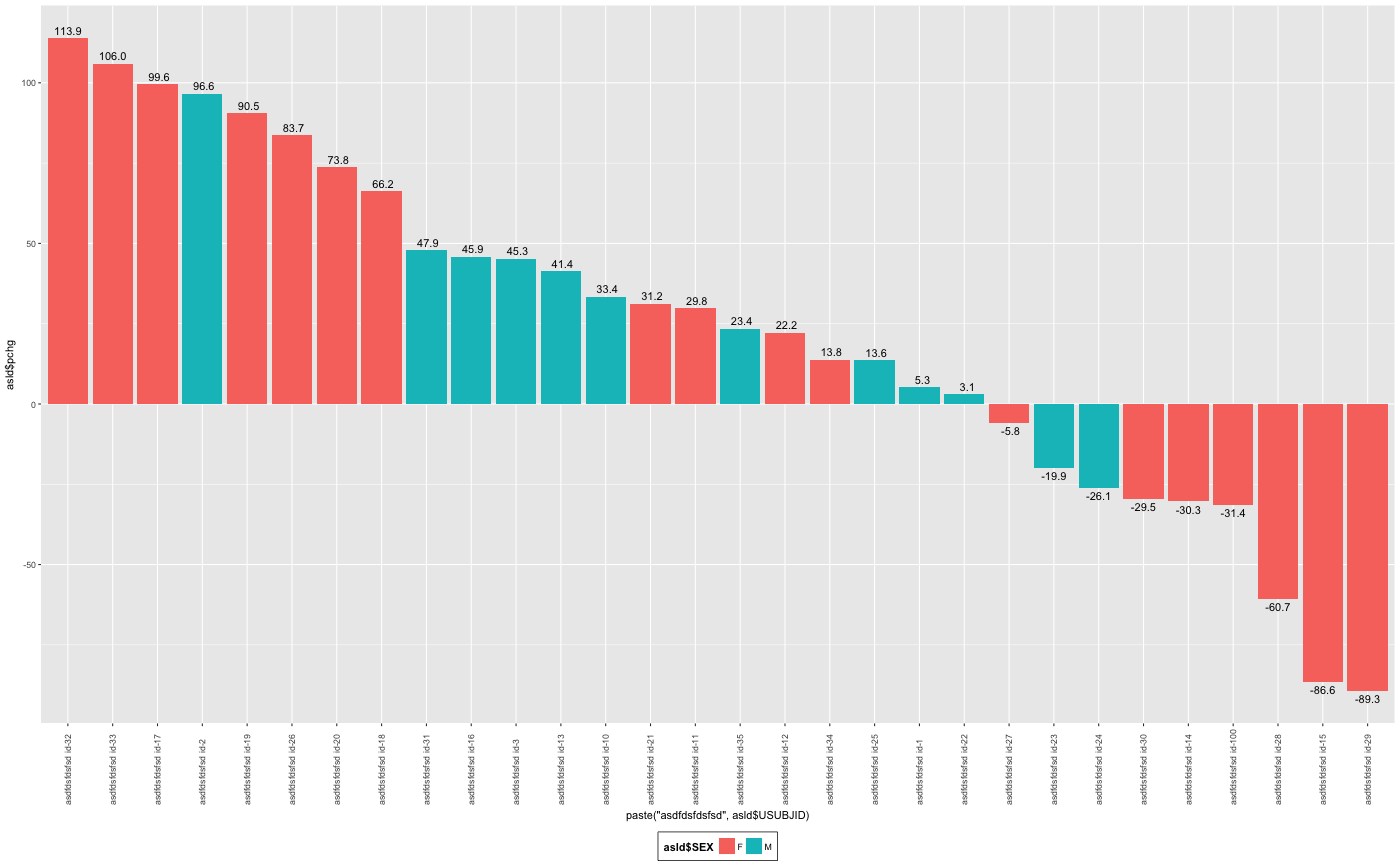 113.9
106.0
99.6
96.6
90.5
83.7
73.8
66.2
47.9
45.9
45.3
41.4
33.4
31.2
29.8
23.4
22.2
13.8
13.6
5.3
3.1
-5.8
-19.9
-26.1
-29.5
-30.3
-31.4
-60.7
-86.6
-89.3
100
50
0
-50
asld$pchg
asdfdsfdsfsd id-32
asdfdsfdsfsd id-33
asdfdsfdsfsd id-17
asdfdsfdsfsd id-2
asdfdsfdsfsd id-19
asdfdsfdsfsd id-26
asdfdsfdsfsd id-20
asdfdsfdsfsd id-18
asdfdsfdsfsd id-31
asdfdsfdsfsd id-16
asdfdsfdsfsd id-3
asdfdsfdsfsd id-13
asdfdsfdsfsd id-10
asdfdsfdsfsd id-21
asdfdsfdsfsd id-11
asdfdsfdsfsd id-35
asdfdsfdsfsd id-12
asdfdsfdsfsd id-34
asdfdsfdsfsd id-25
asdfdsfdsfsd id-1
asdfdsfdsfsd id-22
asdfdsfdsfsd id-27
asdfdsfdsfsd id-23
asdfdsfdsfsd id-24
asdfdsfdsfsd id-30
asdfdsfdsfsd id-14
asdfdsfdsfsd id-100
asdfdsfdsfsd id-28
asdfdsfdsfsd id-15
asdfdsfdsfsd id-29
paste("asdfdsfdsfsd", asld$USUBJID)
asld$SEX F M